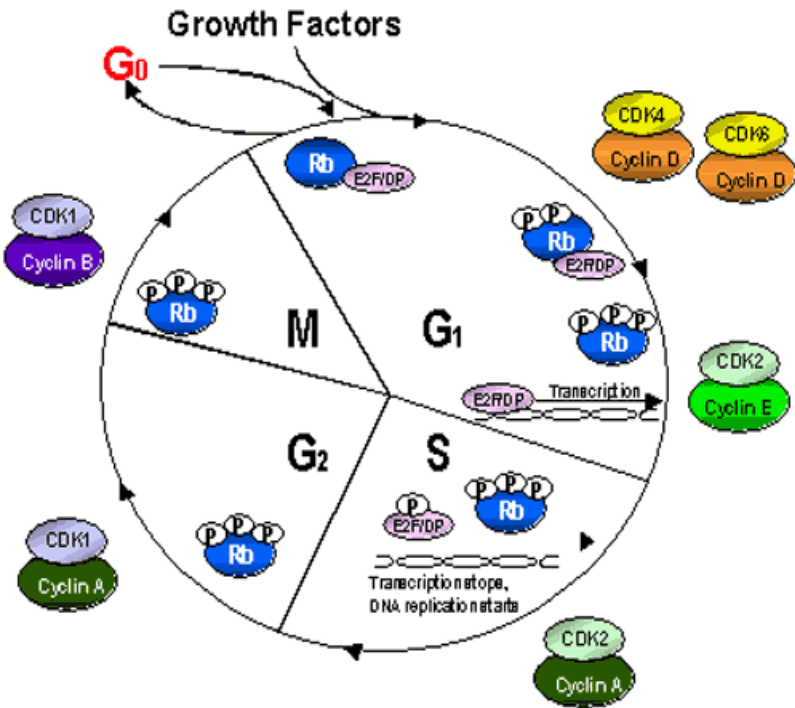 Growth Factors
G0
CDK4
Cyclin D
CDK6
Cyclin D
Rb
E2F/DP
CDK1
Cyclin B
P P
Rb
E2F/DP
P P P
Rb
P P P
Rb
M
G1
CDK2
Cyclin E
E2F/DP
Transcription
G2
S
P
E2F/DP
P P P
Rb
P P P
Rb
CDK1
Cyclin A
Transcription stops,
DNA replication starts
CDK2
Cyclin A